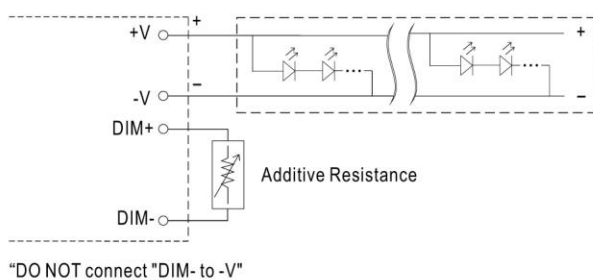 +V
+
+
-V
−
−
DIM+
Additive Resistance
DIM-
“DO NOT connect "DIM- to -V"